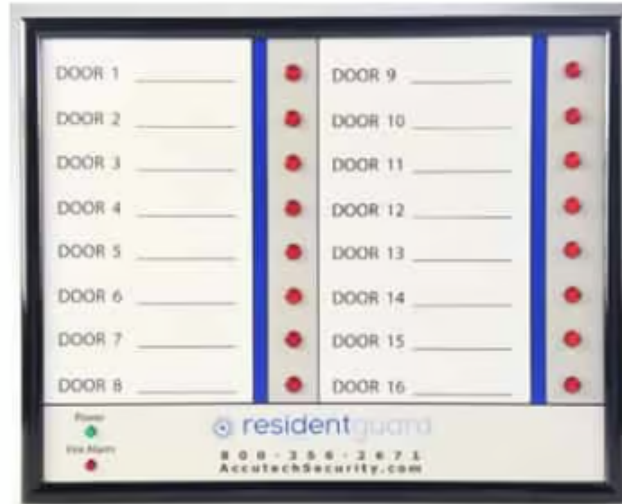 DOOR 1
DOOR 2
DOOR 3
DOOR 4
DOOR 5
DOOR 6
DOOR 7
DOOR 8
DOOR 9
DOOR 10
DOOR 11
DOOR 12
DOOR 13
DOOR 14
DOOR 15
DOOR 16
Power
Fire Alarm
residentguard
800-356-2671
AccutechSecurity.com